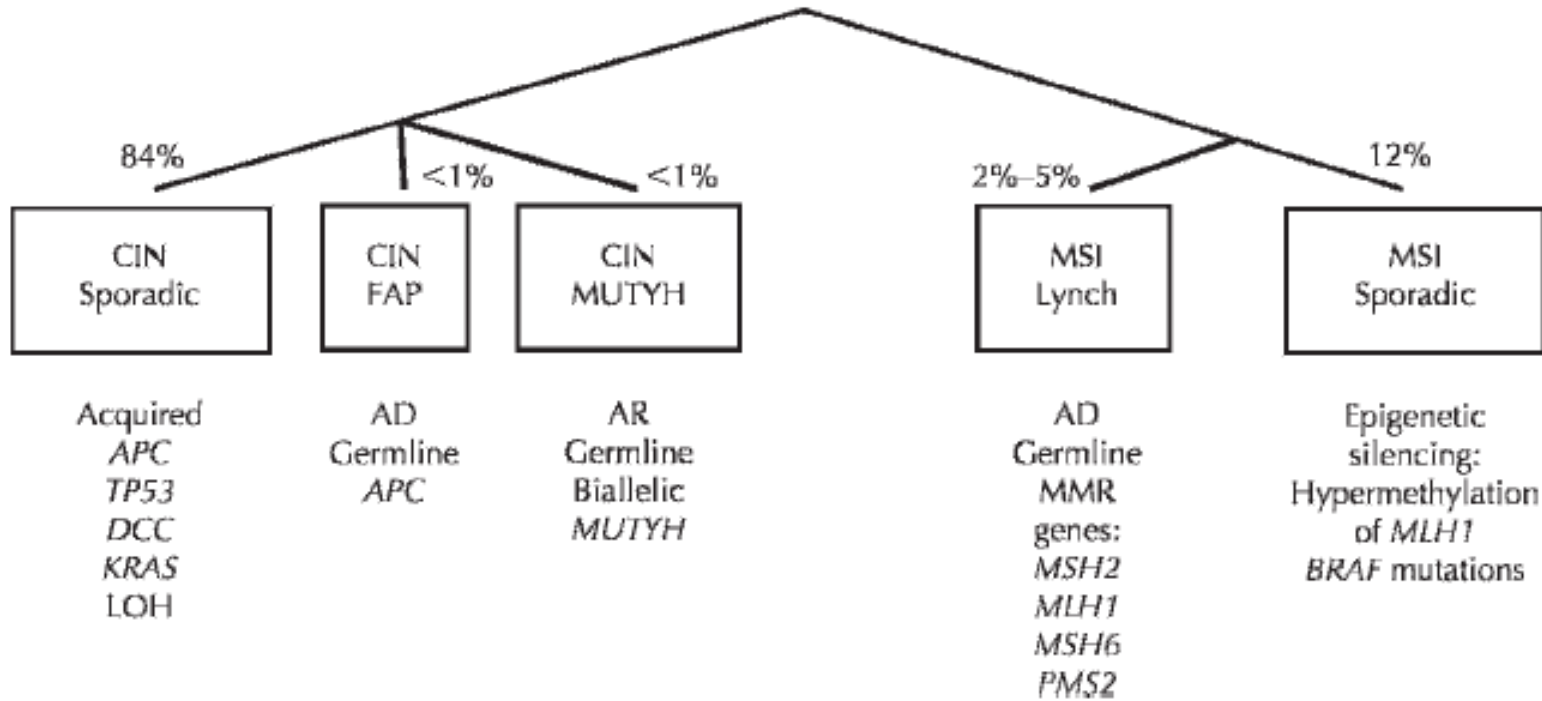 84%
<1%
<1%
2%–5%
12%
CIN
Sporadic
CIN
FAP
CIN
MUTYH
MSI
Lynch
MSI
Sporadic
Acquired
APC
TP53
DCC
KRAS
LOH
AD
Germline
APC
AR
Germline
Biallelic
MUTYH
AD
Germline
MMR
genes:
MSH2
MLH1
MSH6
PMS2
Epigenetic
silencing:
Hypermethylation
of MLH1
BRAF mutations